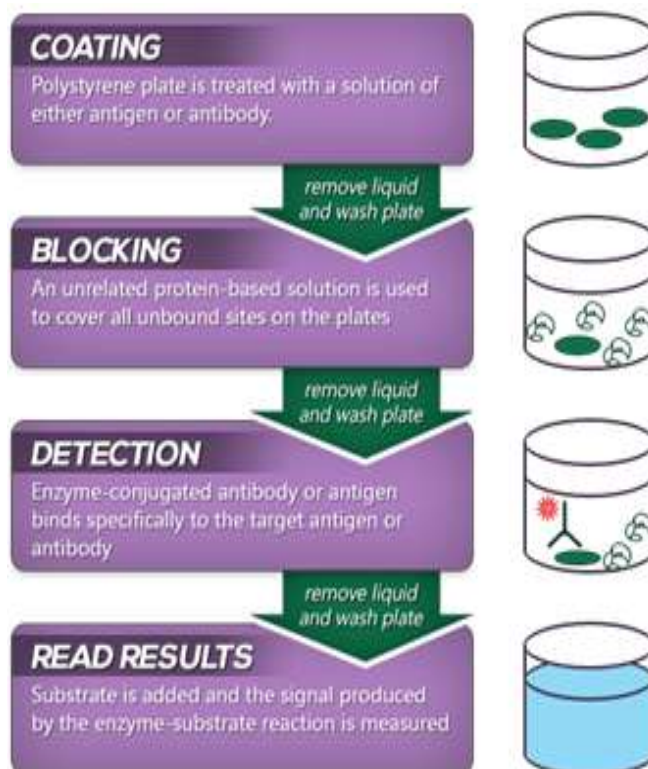 COATING
Polystyrene plate is treated with a solution of
either antigen or antibody.
remove liquid
and wash plate
BLOCKING
An unrelated protein-based solution is used
to cover all unbound sites on the plates
remove liquid
and wash plate
DETECTION
Enzyme-conjugated antibody or antigen
binds specifically to the target antigen or
antibody
remove liquid
and wash plate
READ RESULTS
Substrate is added and the signal produced
by the enzyme-substrate reaction is measured